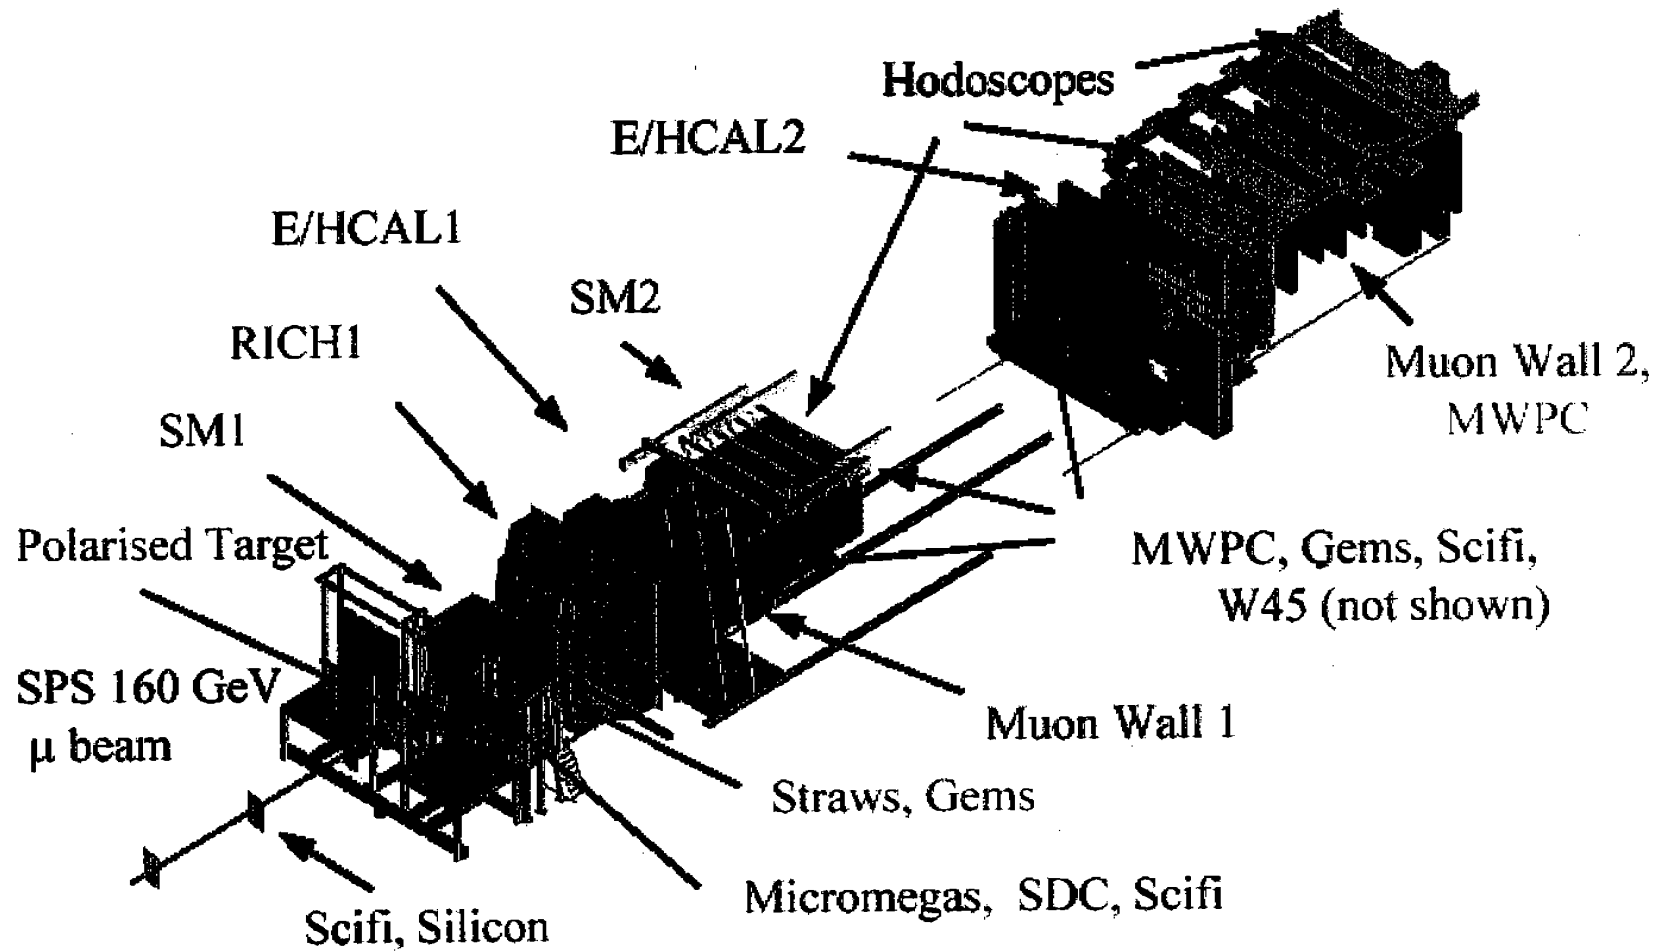 Hodoscopes
E/HCAL2
E/HCAL1
SM2
RICH1
SM1
Muon Wall 2,
MWPC
Polarised Target
MWPC, Gems, Scifi,
W45 (not shown)
SPS 160 GeV
μ beam
Muon Wall 1
Straws, Gems
Micromegas, SDC, Scifi
Scifi, Silicon